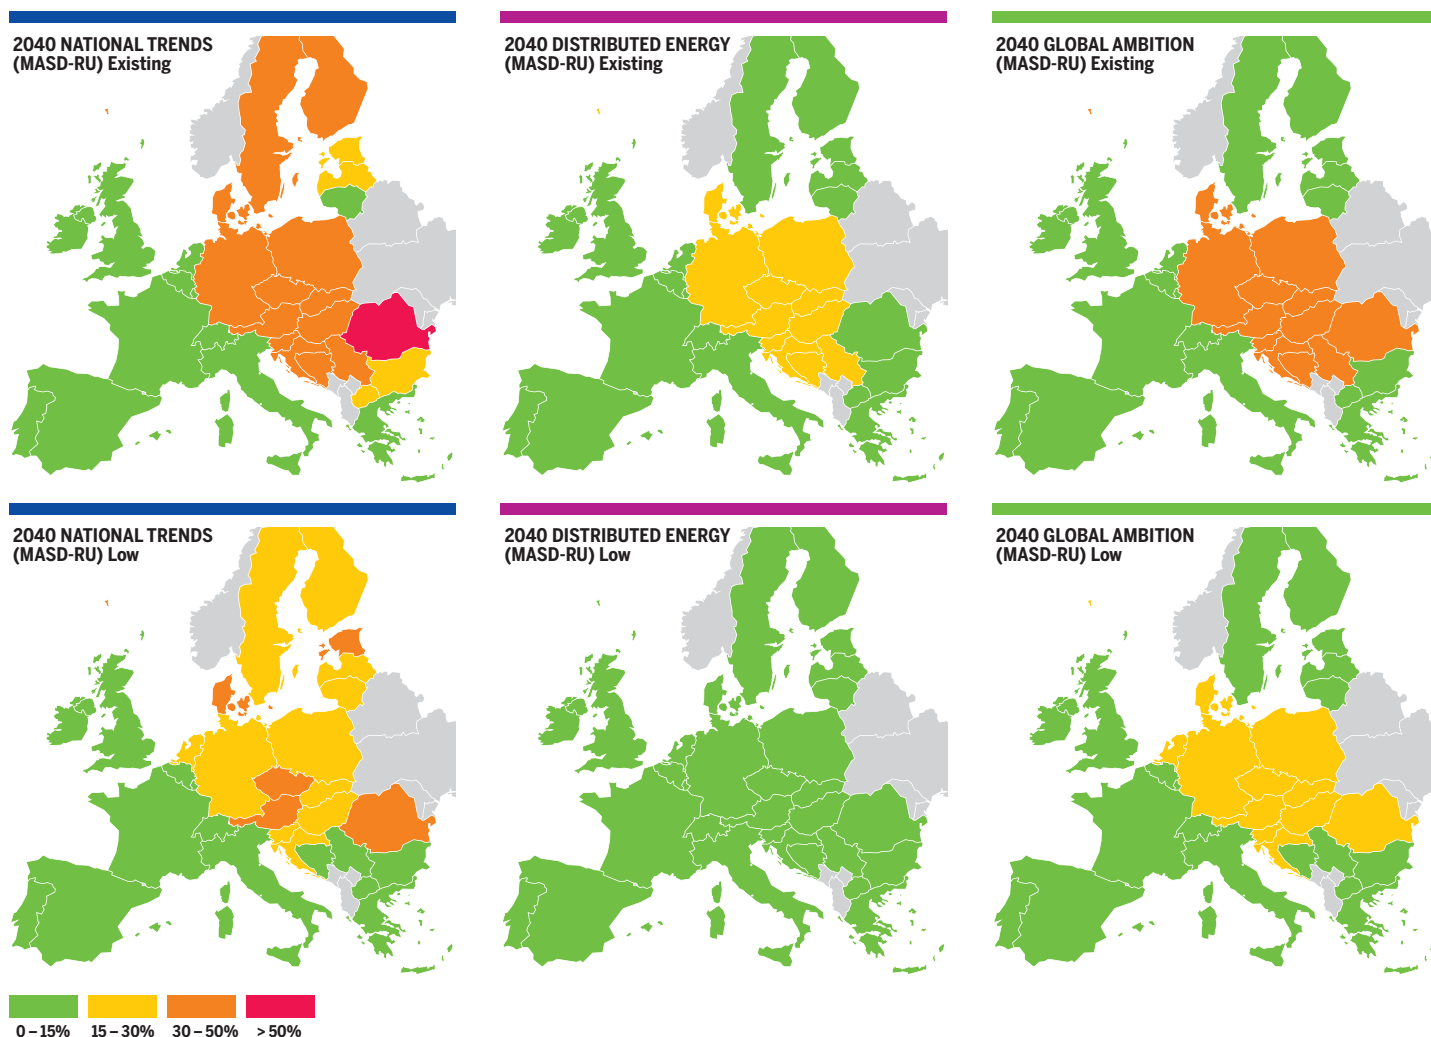 2040 NATIONAL TRENDS
(MASD-RU) Existing
2040 DISTRIBUTED ENERGY
(MASD-RU) Existing
2040 GLOBAL AMBITION
(MASD-RU) Existing
2040 NATIONAL TRENDS
(MASD-RU) Low
2040 DISTRIBUTED ENERGY
(MASD-RU) Low
2040 GLOBAL AMBITION
(MASD-RU) Low
0 – 15%
15 – 30%
30 – 50%
> 50%